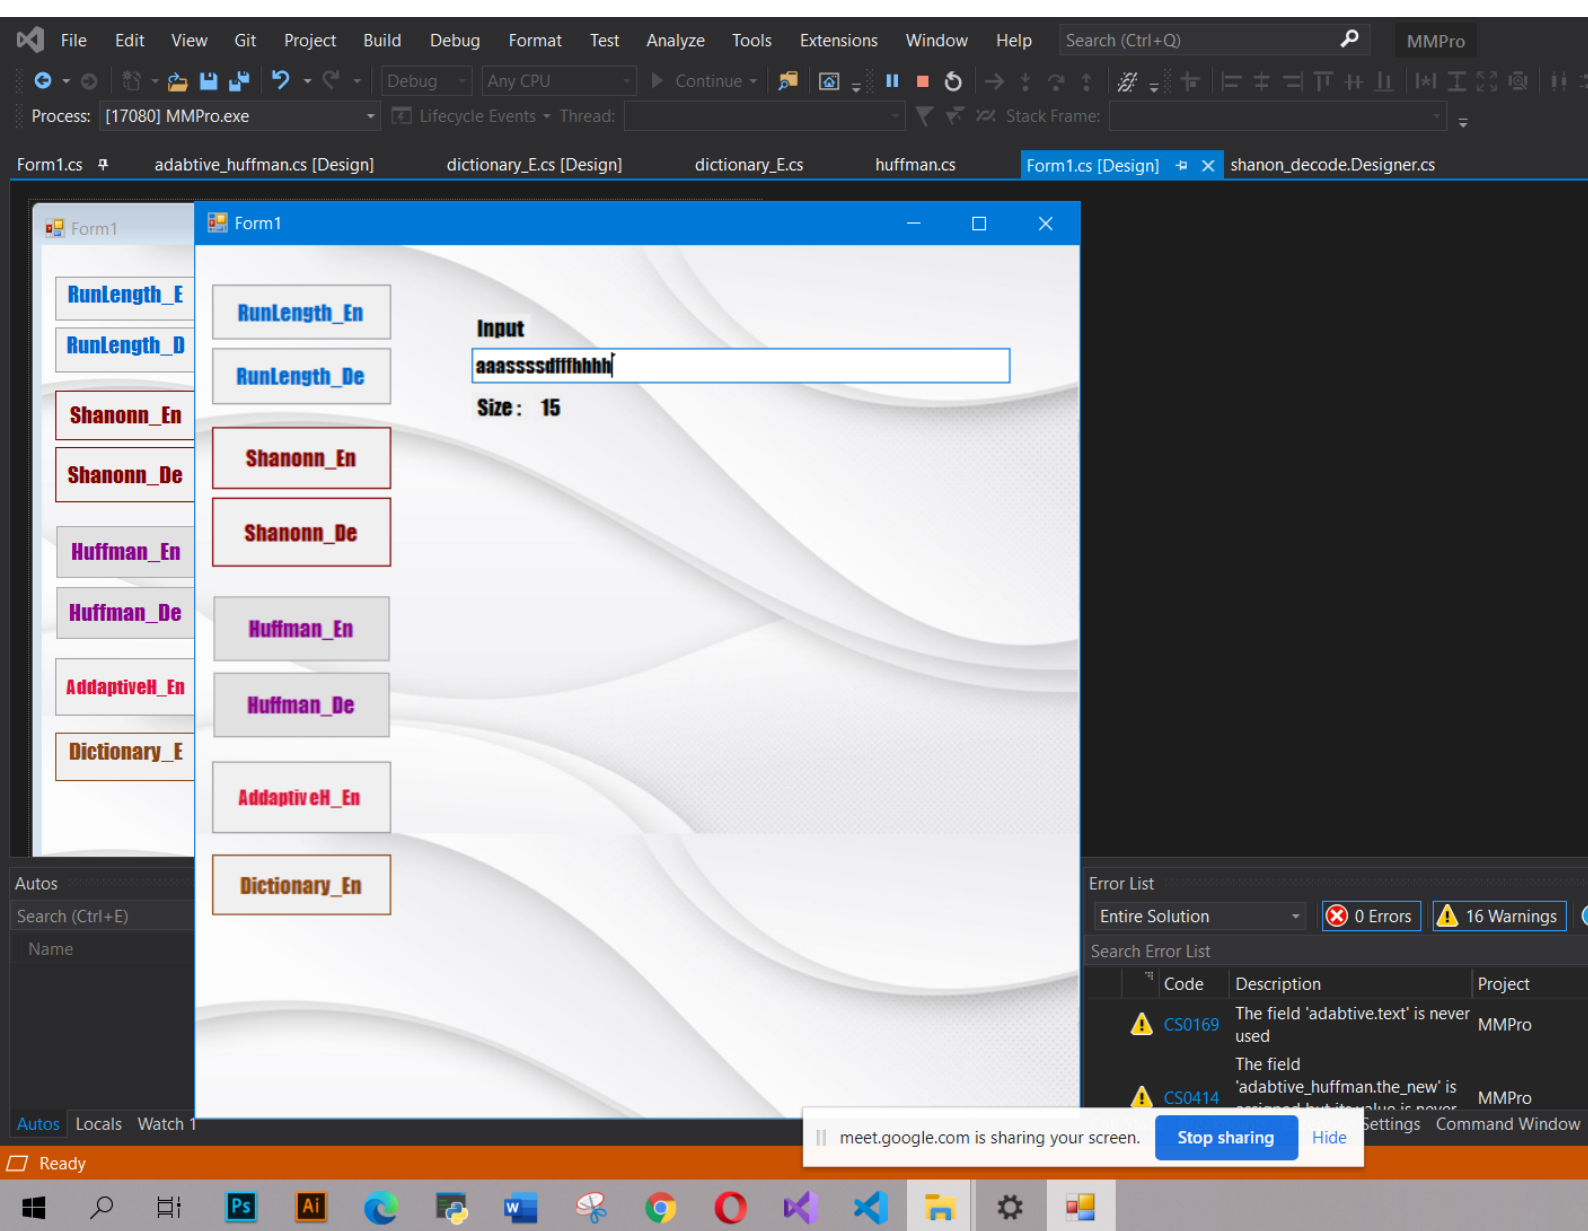 File Edit View Git Project Build Debug Format Test Analyze Tools Extensions Window Help Search (Ctrl+Q) MMPro
Debug Any CPU Continue
Process: [17080] MMPro.exe Lifecycle Events Thread: Stack Frame:
Form1.cs adabtive_huffman.cs [Design] dictionary_E.cs [Design] dictionary_E.cs huffman.cs Form1.cs [Design] shanon_decode.Designer.cs
Form1
RunLength_E
RunLength_D
Shanonn_En
Shanonn_De
Huffman_En
Huffman_De
AddaptiveH_En
Dictionary_E
Form1
RunLength_En
RunLength_De
Shanonn_En
Shanonn_De
Huffman_En
Huffman_De
AddaptiveH_En
Dictionary_En
Input
aaassssdfffhhhh
Size : 15
Autos
Search (Ctrl+E)
Name
Autos Locals Watch 1
Error List
Entire Solution 0 Errors 16 Warnings
Search Error List
Code Description Project
CS0169 The field 'adabtive.text' is never used MMPro
CS0414 The field 'adabtive_huffman.the_new' is MMPro
ettings Command Window
meet.google.com is sharing your screen. Stop sharing Hide
Ready
Ps Ai W